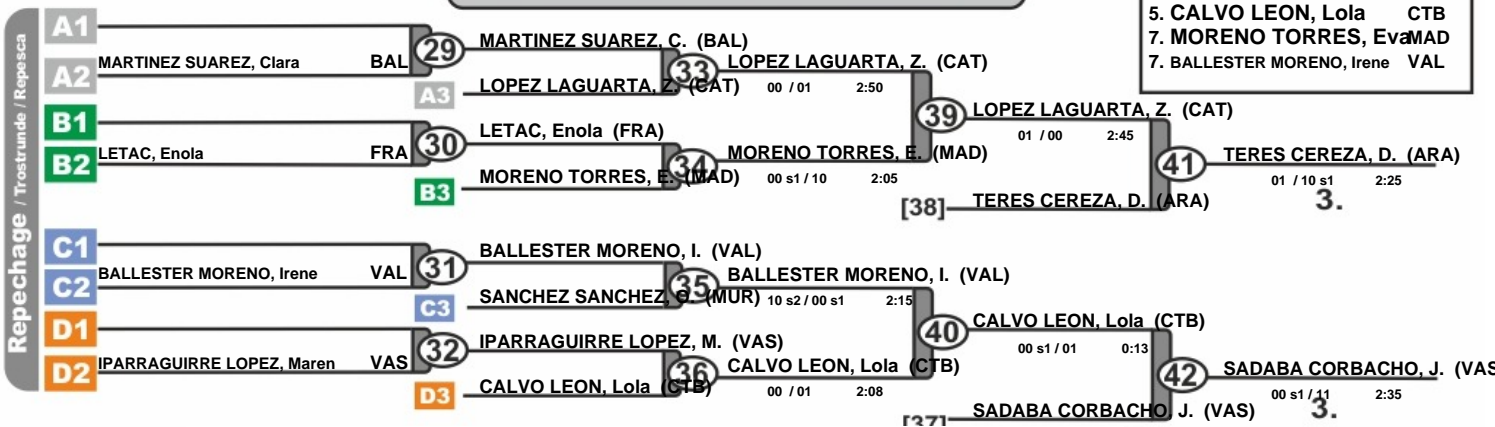 5. CALVO LEON, Lola CTB
7. MORENO TORRES, Eva MAD
7. BALLESTER MORENO, Irene VAL
Repechage / Trostrunde / Repesca
A1
A2 MARTINEZ SUAREZ, Clara BAL
29
MARTINEZ SUAREZ, C. (BAL)
A3 LOPEZ LAGUARTA, Z. (CAT)
33
LOPEZ LAGUARTA, Z. (CAT)
00 / 01 2:50
B1
B2 LETAC, Enola FRA
30
LETAC, Enola (FRA)
B3 MORENO TORRES, E. (MAD)
34
MORENO TORRES, E. (MAD)
00 s1 / 10 2:05
39
LOPEZ LAGUARTA, Z. (CAT)
01 / 00 2:45
[38] TERES CEREZA, D. (ARA)
41
TERES CEREZA, D. (ARA)
01 / 10 s1 2:25
3.
C1
C2 BALLESTER MORENO, Irene VAL
31
BALLESTER MORENO, I. (VAL)
C3 SANCHEZ SANCHEZ, (MUR)
35
BALLESTER MORENO, I. (VAL)
10 s2 / 00 s1 2:15
D1
D2 IPARRAGUIRRE LOPEZ, Maren VAS
32
IPARRAGUIRRE LOPEZ, M. (VAS)
D3 CALVO LEON, Lola (CTB)
36
CALVO LEON, Lola (CTB)
00 / 01 2:08
40
CALVO LEON, Lola (CTB)
00 s1 / 01 0:13
[37] SADABA CORBACHO, J. (VAS)
42
SADABA CORBACHO, J. (VAS
00 s1 / 11 2:35
3.